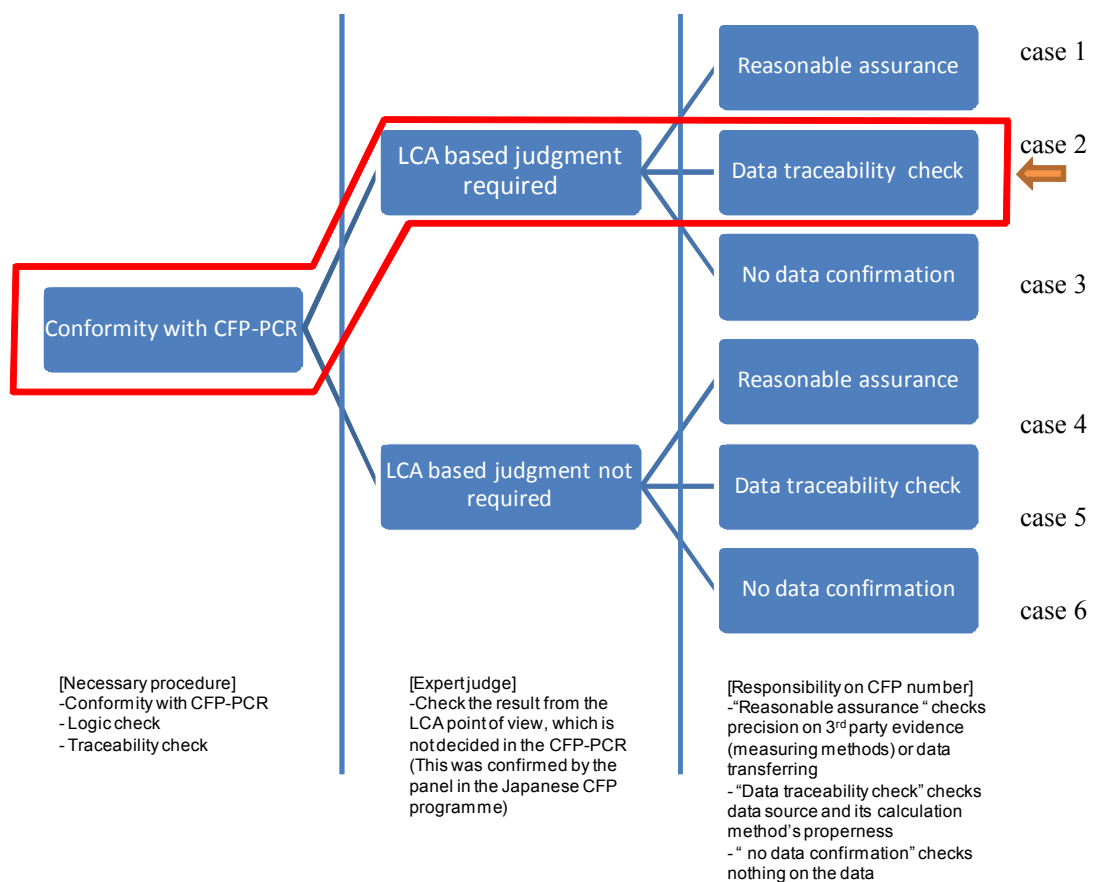 Reasonable assurance
case 1
LCA based judgment
required
Data traceability check
case 2
No data confirmation
case 3
Conformity with CFP-PCR
Reasonable assurance
case 4
LCA based judgment not
required
Data traceability check
case 5
No data confirmation
case 6
[Necessary procedure]
-Conformity with CFP-PCR
- Logic check
- Traceability check
[Expert judge]
-Check the result from the
LCA point of view, which is
not decided in the CFP-PCR
(This was confirmed by the
panel in the Japanese CFP
programme)
[Responsibility on CFP number]
-“Reasonable assurance “ checks
precision on 3rd party evidence
(measuring methods) or data
transferring
- “Data traceability check” checks
data source and its calculation
method’s properness
- “ no data confirmation” checks
nothing on the data